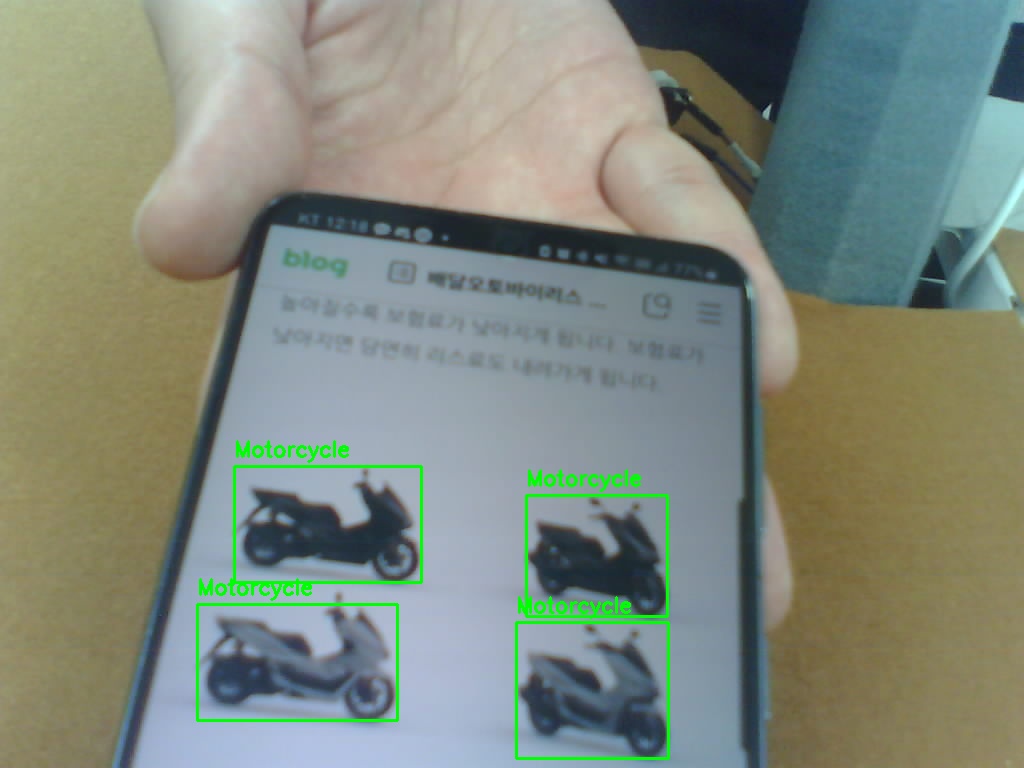 KT 12:18 77%
blog 배달오토바이리스 ...
높아질수록 보험료가 낮아지게 됩니다. 보험료가
낮아지면 당연히 리스료도 내려가게 됩니다.
Motorcycle
Motorcycle
Motorcycle
Motorcycle